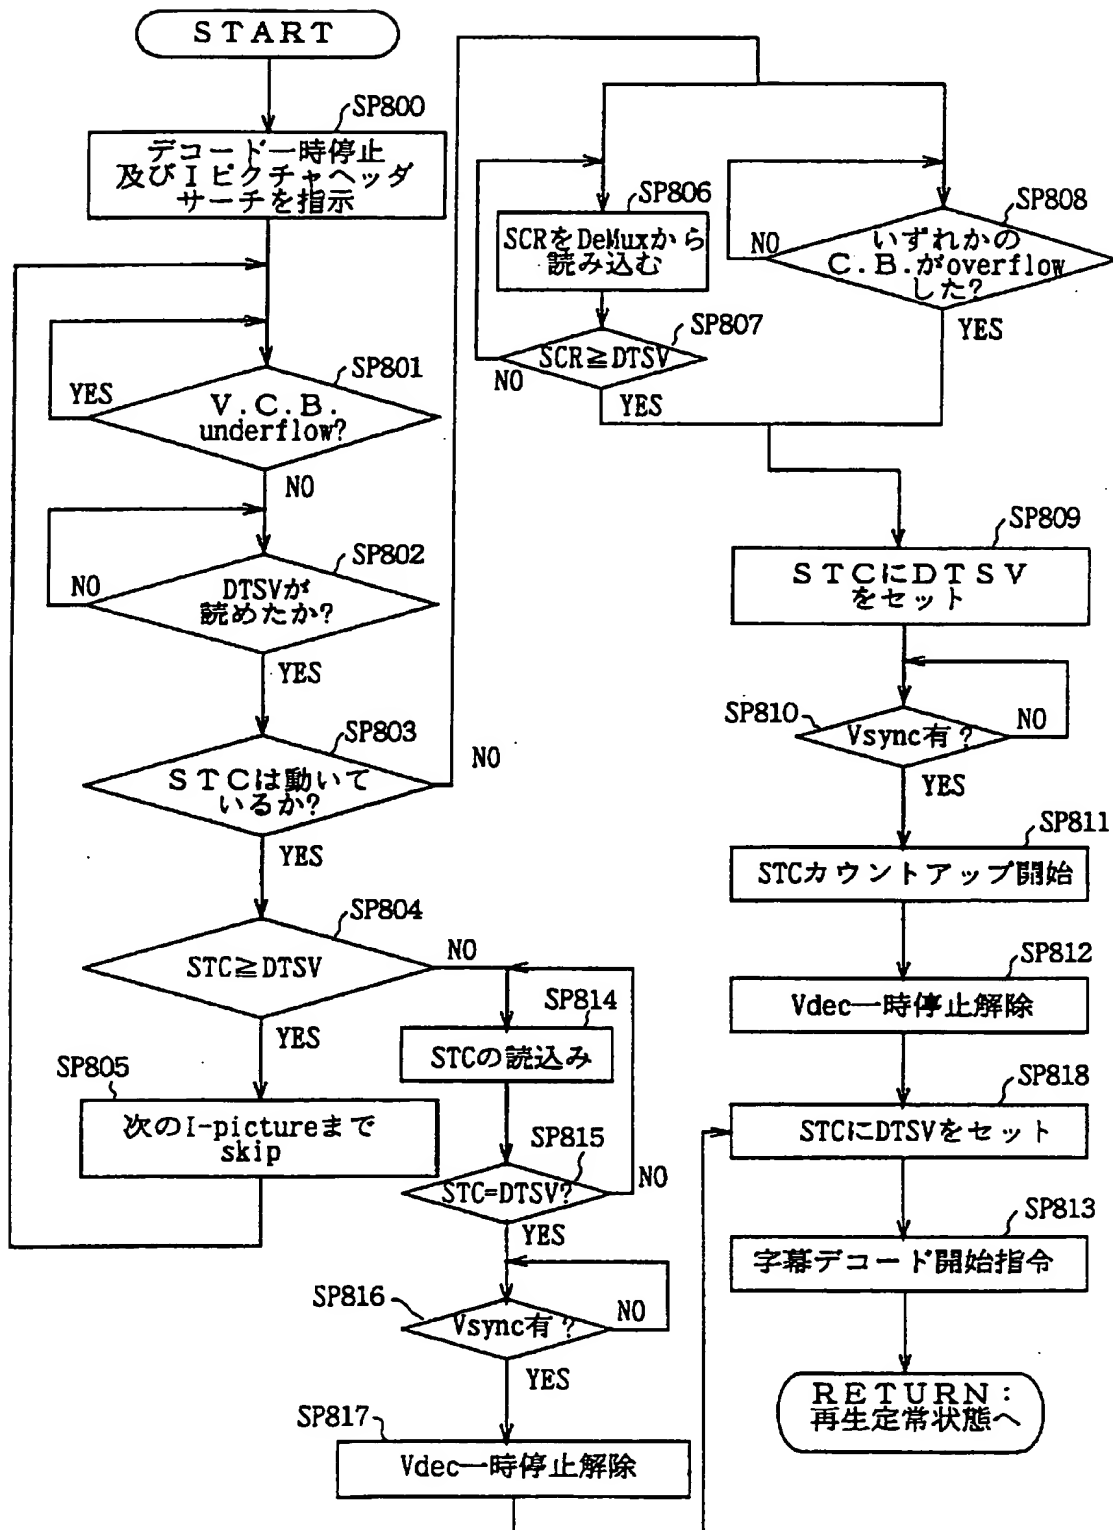 START
SP800
デコード一時停止
及びIピクチャヘッダ
サーチを指示
SP801
YES
V.C.B.
underflow?
NO
SP802
NO
DTSVが
読めたか?
YES
SP803
NO
STCは動いて
いるか?
YES
SP804
NO
STC≧DTSV
YES
SP805
次のI-pictureまで
skip
SP814
STCの読込み
SP815
STC=DTSV?
NO
YES
SP816
Vsync有?
NO
YES
SP817
Vdec一時停止解除
SP806
SCRをDeMuxから
読み込む
SP807
SCR≧DTSV
NO
YES
SP808
NO
いずれかの
C.B.がoverflow
した?
YES
SP809
STCにDTSV
をセット
SP810
Vsync有?
NO
YES
SP811
STCカウントアップ開始
SP812
Vdec一時停止解除
SP818
STCにDTSVをセット
SP813
字幕デコード開始指令
RETURN:
再生定常状態へ